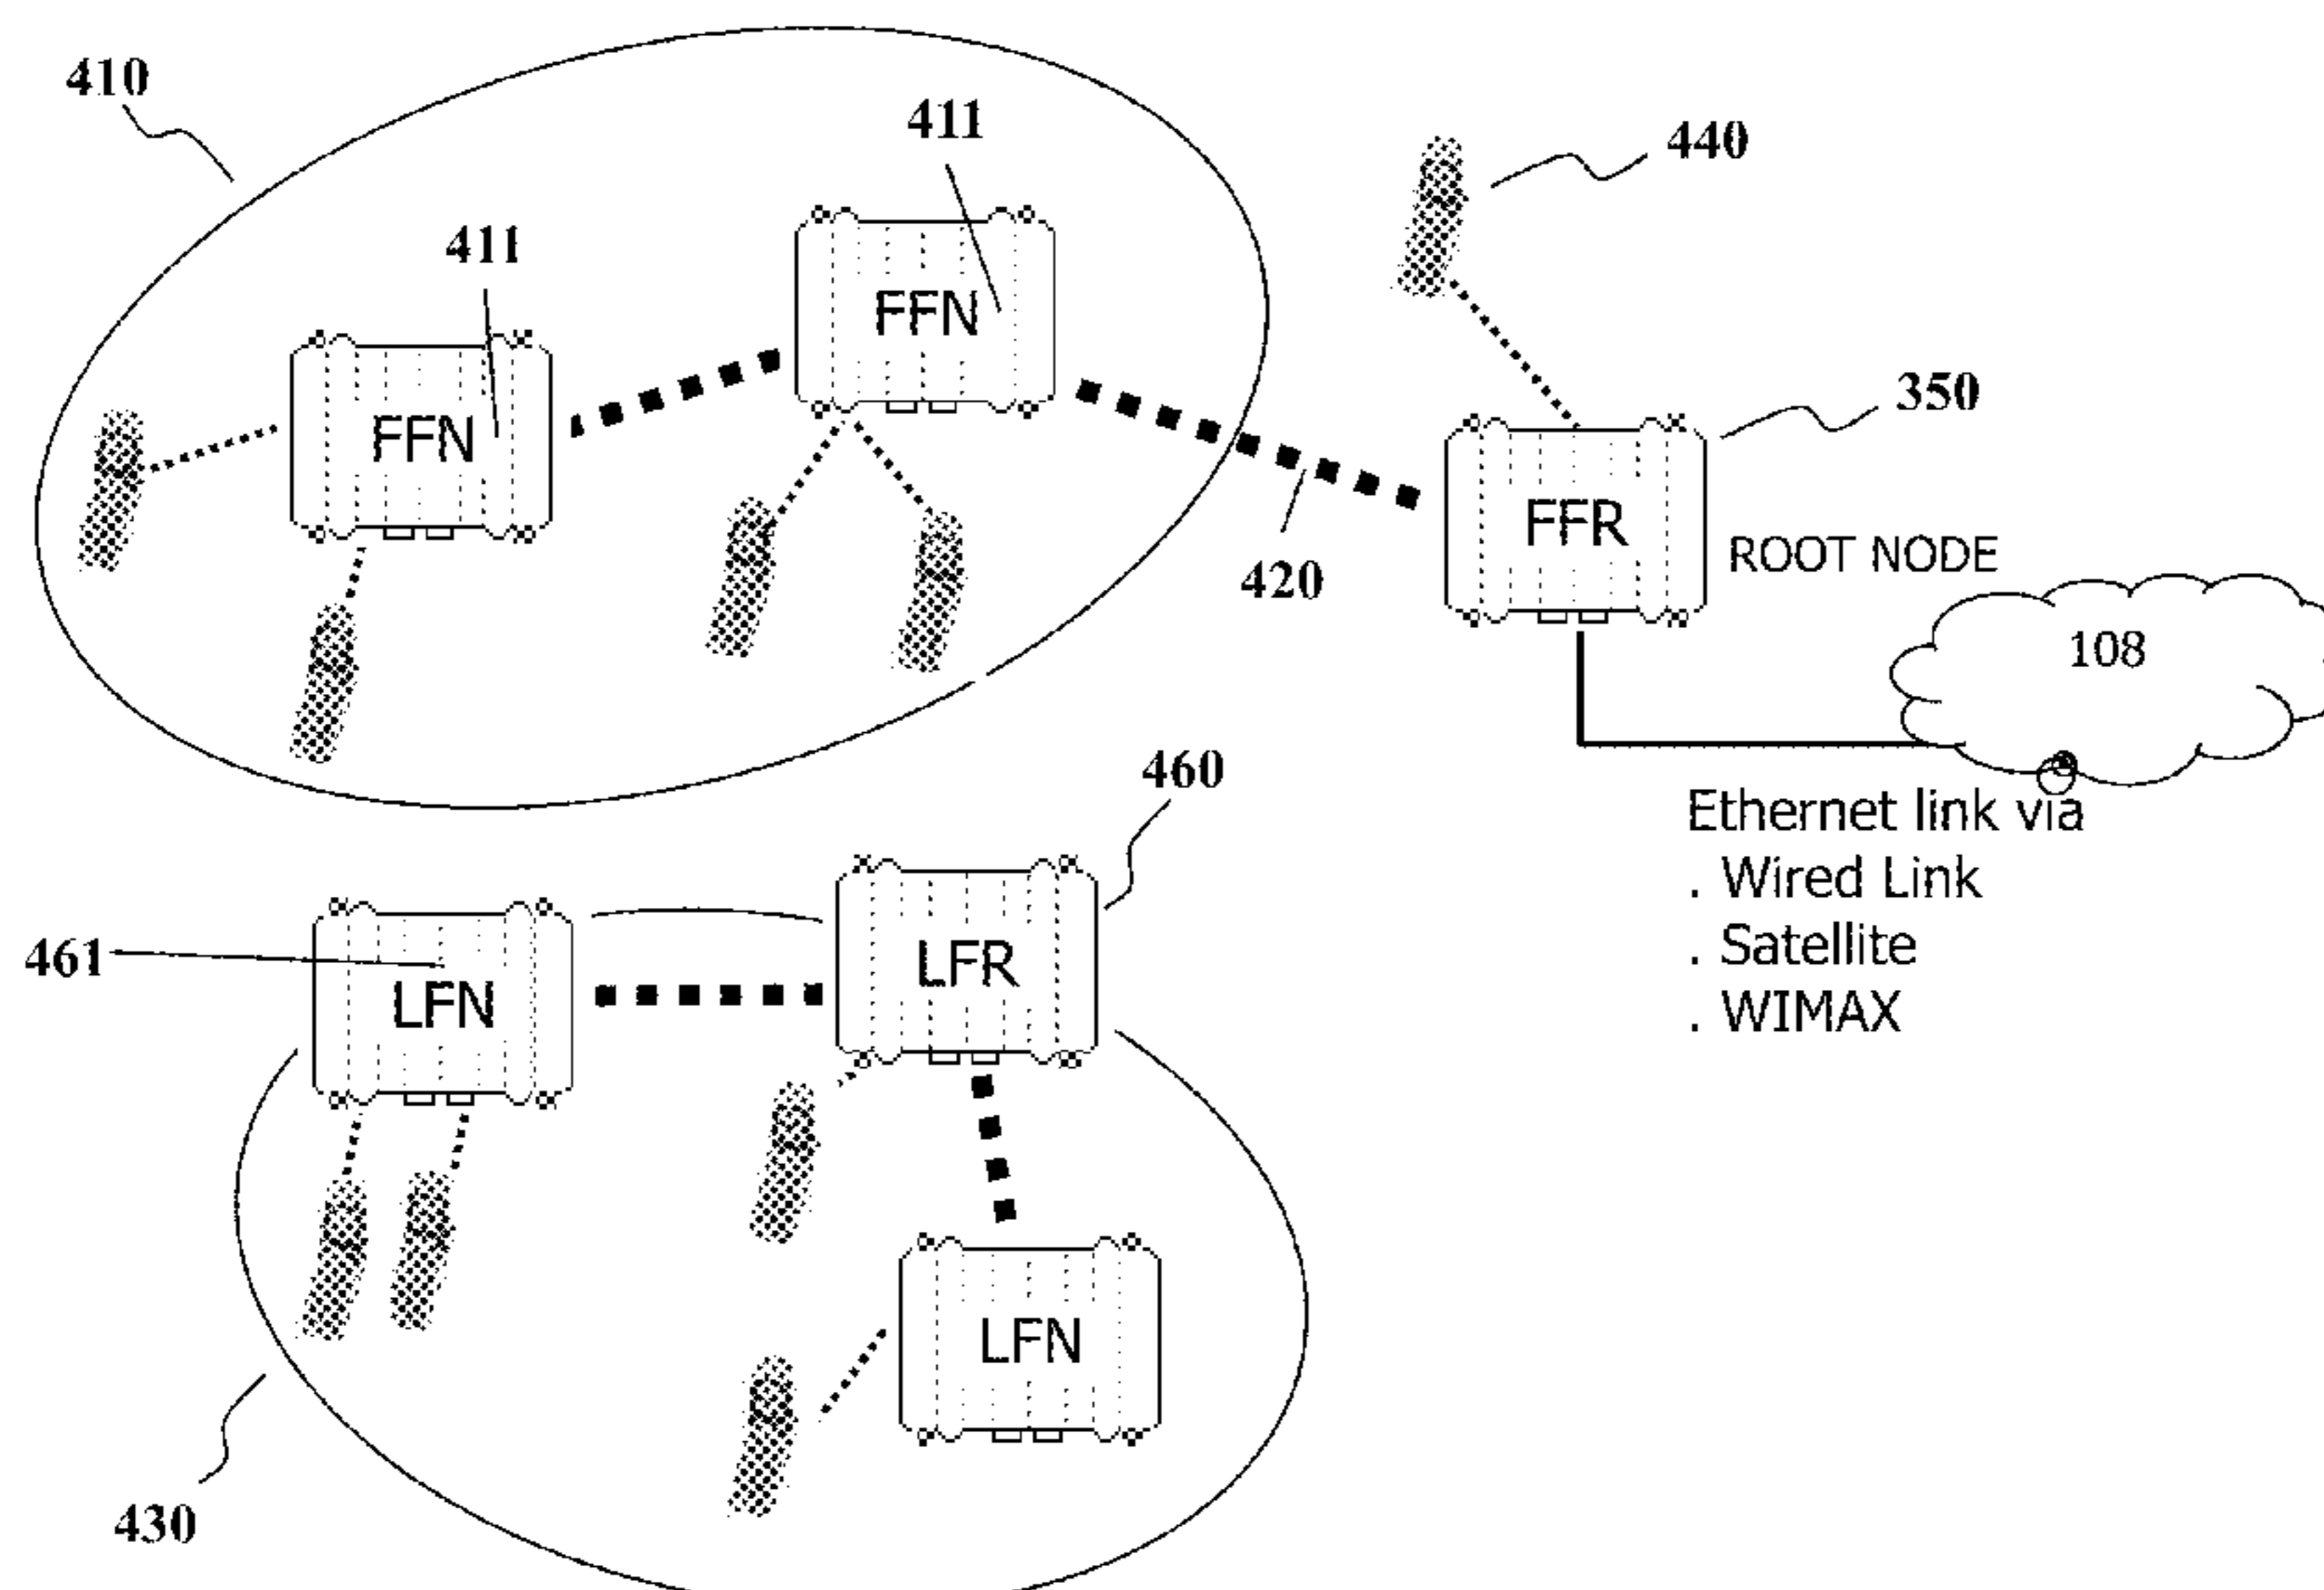 410
411
440
411
FFN
350
FFN
FFR
420
ROOT NODE
108
460
Ethernet link via
. Wired Link
. Satellite
. WIMAX
461
LFR
LFN
LFN
430